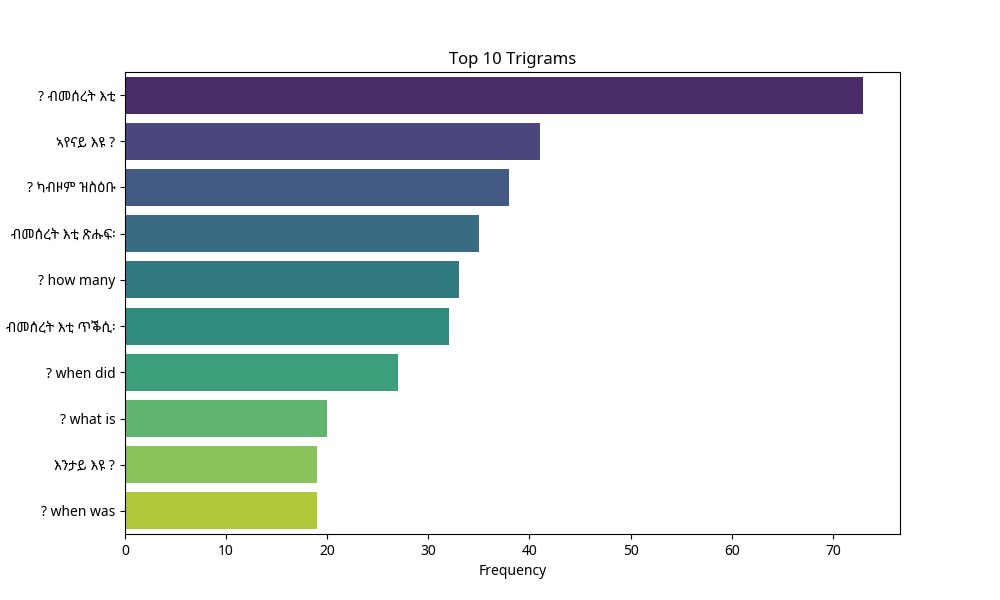 Top 10 Trigrams
? ብመሰረት እቲ
ኣየናይ እዩ ?
? ካብዞም ዝስዕቡ
ብመሰረት እቲ ጽሑፍ፡
? how many
ብመሰረት እቲ ጥቕሲ፡
? when did
? what is
እንታይ እዩ ?
? when was
0 10 20 30 40 50 60 70
Frequency